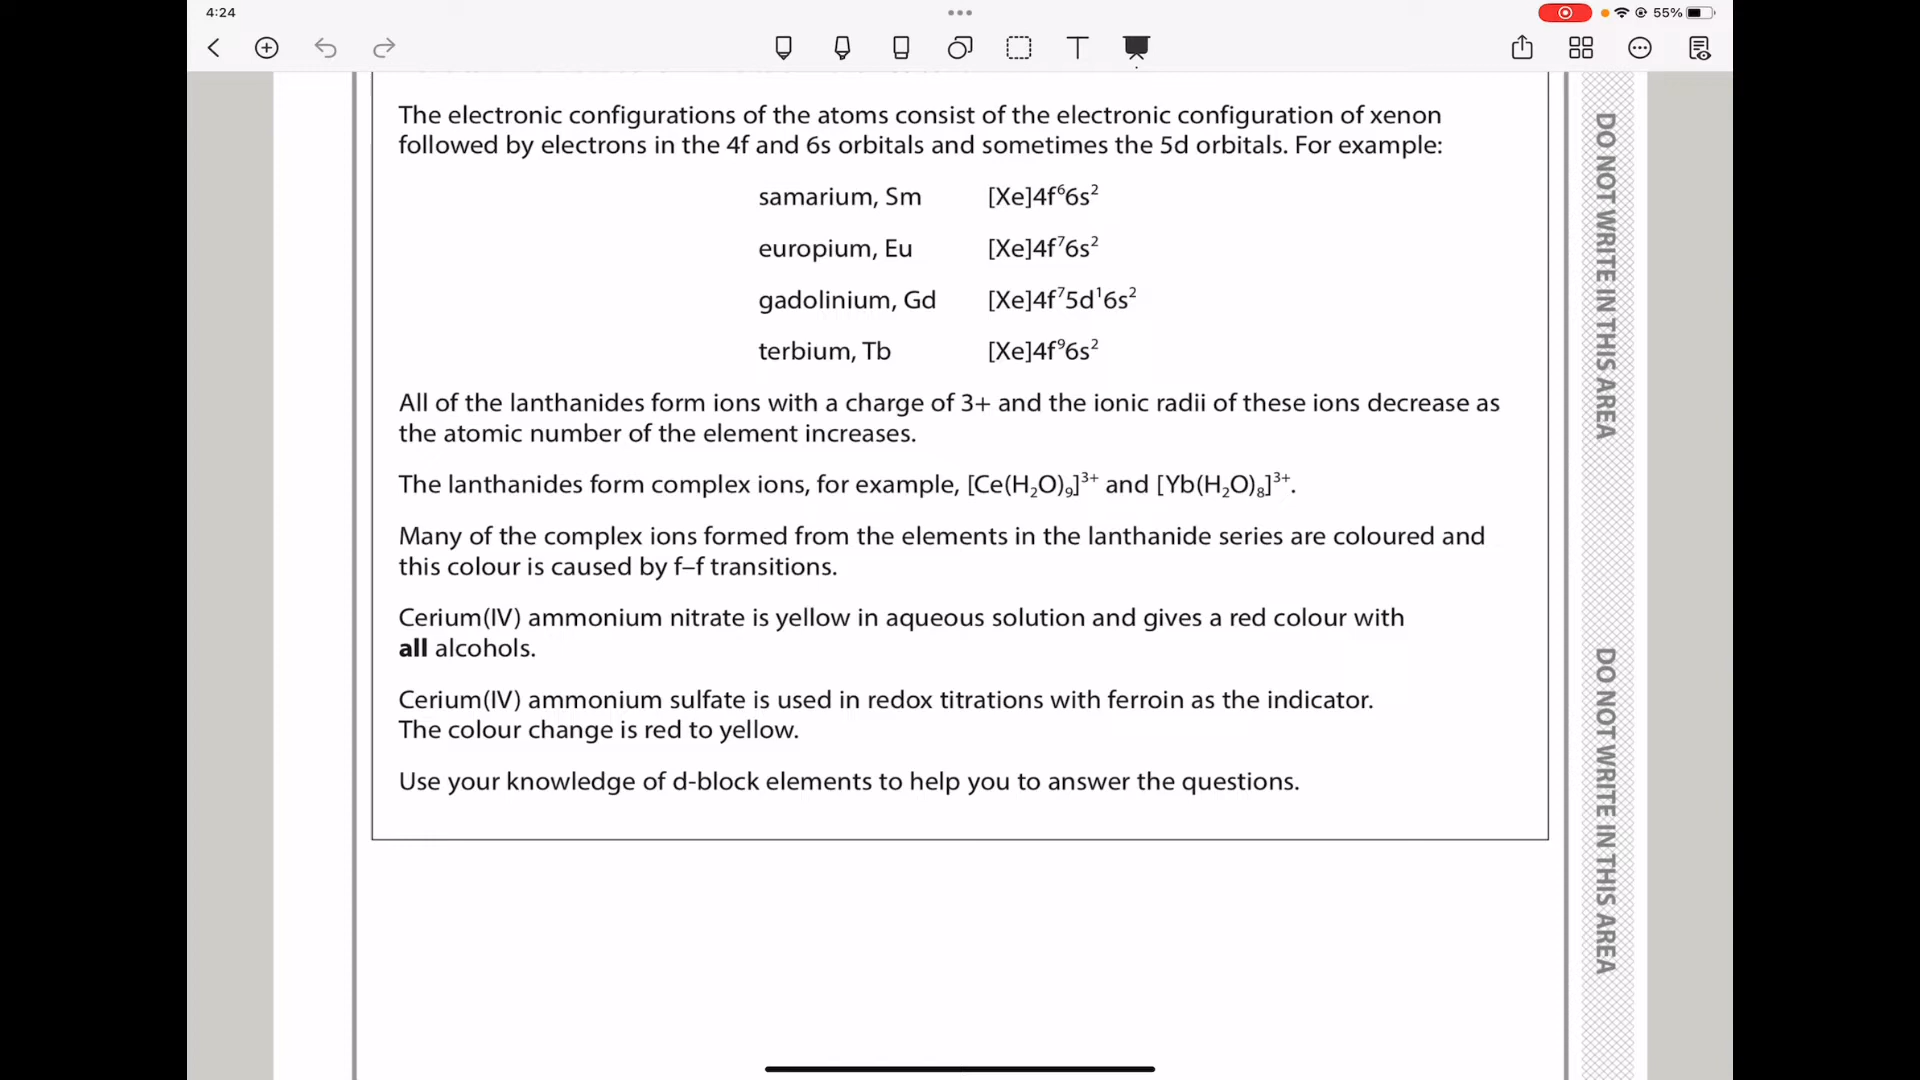 4:24
55%
The electronic configurations of the atoms consist of the electronic configuration of xenon
followed by electrons in the 4f and 6s orbitals and sometimes the 5d orbitals. For example:
samarium, Sm [Xe]4f⁶6s²
europium, Eu [Xe]4f⁷6s²
gadolinium, Gd [Xe]4f⁷5d¹6s²
terbium, Tb [Xe]4f⁹6s²
All of the lanthanides form ions with a charge of 3+ and the ionic radii of these ions decrease as
the atomic number of the element increases.
The lanthanides form complex ions, for example, [Ce(H₂O)₉]³⁺ and [Yb(H₂O)₈]³⁺.
Many of the complex ions formed from the elements in the lanthanide series are coloured and
this colour is caused by f–f transitions.
Cerium(IV) ammonium nitrate is yellow in aqueous solution and gives a red colour with
all alcohols.
Cerium(IV) ammonium sulfate is used in redox titrations with ferroin as the indicator.
The colour change is red to yellow.
Use your knowledge of d-block elements to help you to answer the questions.
DO NOT WRITE IN THIS AREA
DO NOT WRITE IN THIS AREA